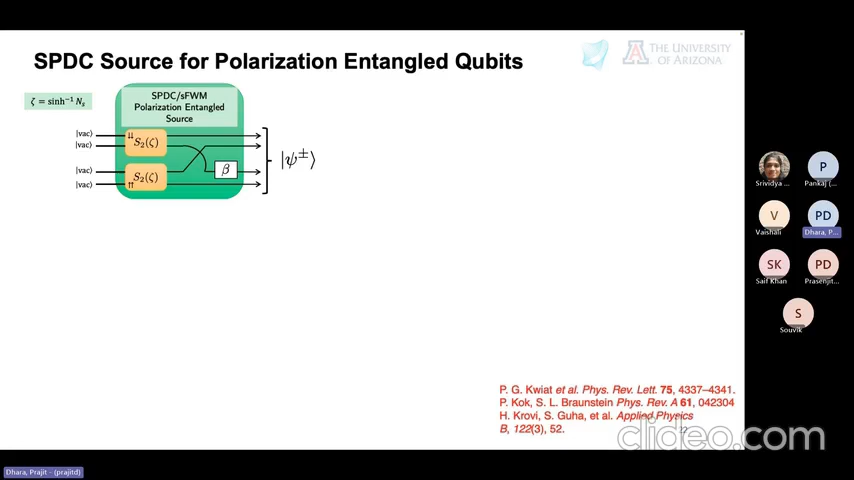 SPDC Source for Polarization Entangled Qubits
THE UNIVERSITY
OF ARIZONA
ζ = sinh⁻¹ Nₛ
SPDC/sFWM
Polarization Entangled
Source
|vac⟩
|vac⟩
|vac⟩
|vac⟩
⇊
S₂(ζ)
S₂(ζ)
⇈
β
|ψ±⟩
P. G. Kwiat et al. Phys. Rev. Lett. 75, 4337–4341.
P. Kok, S. L. Braunstein Phys. Rev. A 61, 042304
H. Krovi, S. Guha, et al. Applied Physics
B, 122(3), 52.
22
clideo.com
Srividya ...
P
Pankaj (...
V
Vaishali
PD
Dhara, P...
SK
Saif Khan
PD
Prasenjit...
S
Souvik
Dhara, Prajit - (prajitd)